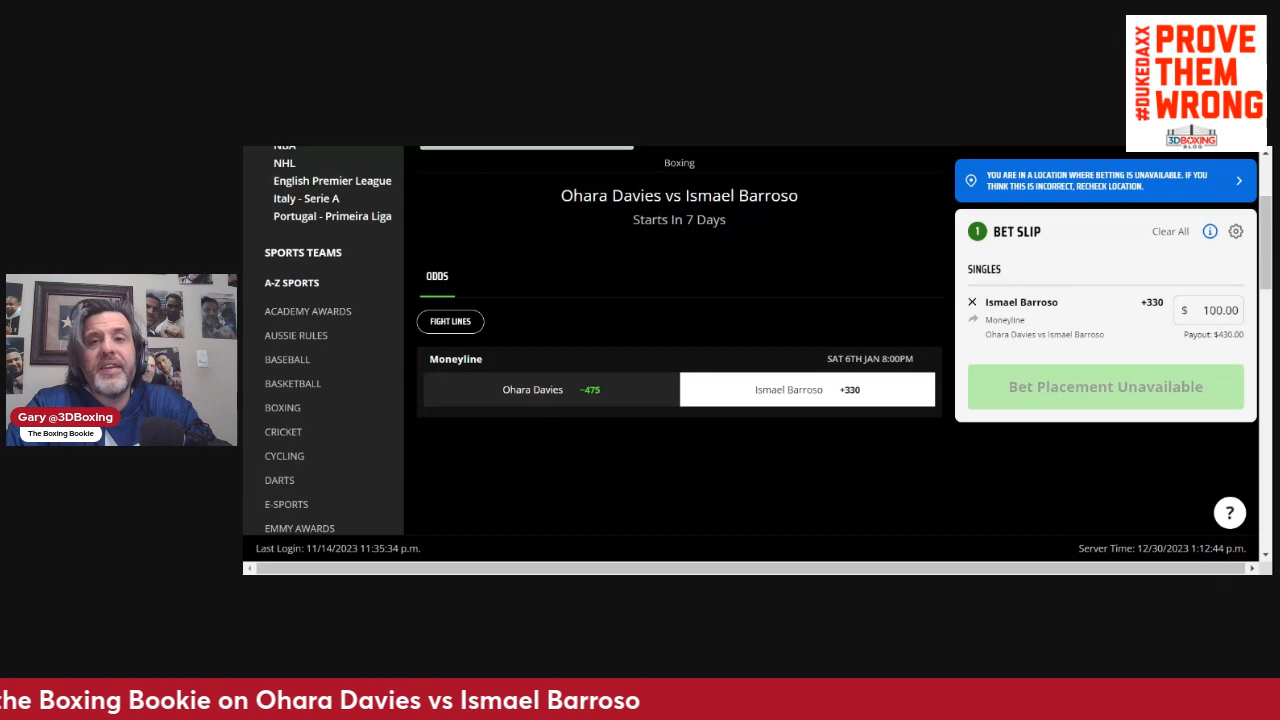 #DUKEDAXX
PROVE
THEM
WRONG
3DBOXING
BLOG
NBA
NHL
English Premier League
Italy - Serie A
Portugal - Primeira Liga
SPORTS TEAMS
A-Z SPORTS
ACADEMY AWARDS
AUSSIE RULES
BASEBALL
BASKETBALL
BOXING
CRICKET
CYCLING
DARTS
E-SPORTS
EMMY AWARDS
Boxing
Ohara Davies vs Ismael Barroso
Starts In 7 Days
ODDS
FIGHT LINES
Moneyline SAT 6TH JAN 8:00PM
Ohara Davies -475 Ismael Barroso +330
YOU ARE IN A LOCATION WHERE BETTING IS UNAVAILABLE. IF YOU
THINK THIS IS INCORRECT, RECHECK LOCATION.
1 BET SLIP Clear All
SINGLES
Ismael Barroso +330 $ 100.00
Moneyline
Ohara Davies vs Ismael Barroso Payout: $430.00
Bet Placement Unavailable
?
Last Login: 11/14/2023 11:35:34 p.m. Server Time: 12/30/2023 1:12:44 p.m.
Gary @3DBoxing
The Boxing Bookie
the Boxing Bookie on Ohara Davies vs Ismael Barroso